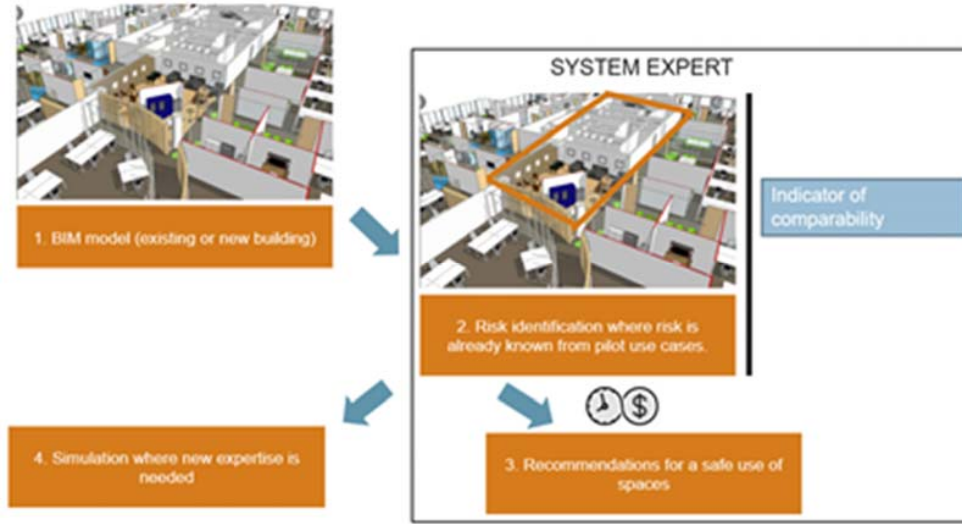 SYSTEM EXPERT
1. BIM model (existing or new building)
Indicator of
comparability
2. Risk identification where risk is
already known from pilot use cases.
$
4. Simulation where new expertise is
needed
3. Recommendations for a safe use of
spaces